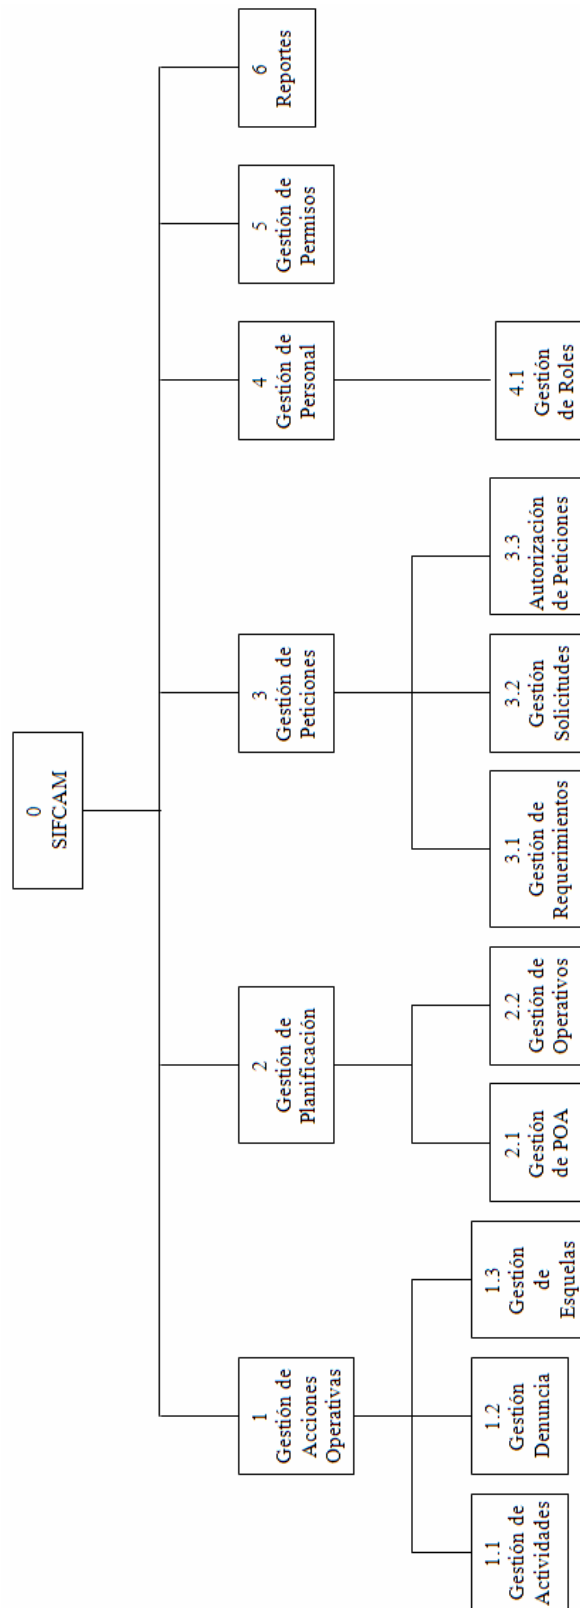 0
SIFCAM
1
Gestión de
Acciones
Operativas
2
Gestión de
Planificación
3
Gestión de
Peticiones
4
Gestión de
Personal
5
Gestión de
Permisos
6
Reportes
1.1
Gestión de
Actividades
1.2
Gestión
Denuncia
1.3
Gestión
de
Esquelas
2.1
Gestión
de POA
2.2
Gestión de
Operativos
3.1
Gestión de
Requerimientos
3.2
Gestión
Solicitudes
3.3
Autorización
de Peticiones
4.1
Gestión
de Roles